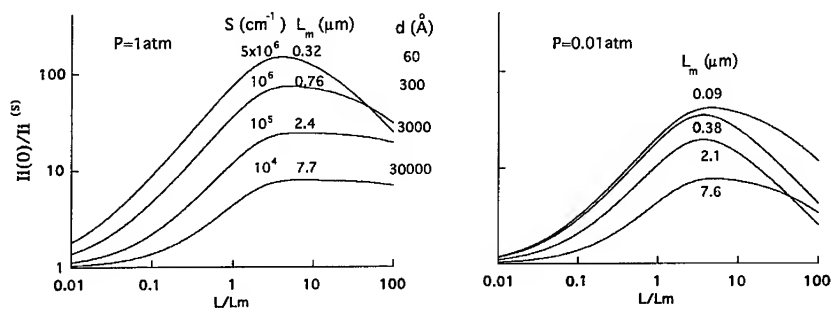 S (cm⁻¹) L_m (μm) d (Å)
P=1atm
5x10⁶ 0.32 60
10⁶ 0.76 300
10⁵ 2.4 3000
10⁴ 7.7 30000
Ii(0)/Ii (S)
100
10
1
0.01 0.1 1 10 100
L/Lm
P=0.01atm
L_m (μm)
0.09
0.38
2.1
7.6
0.01 0.1 1 10 100
L/Lm